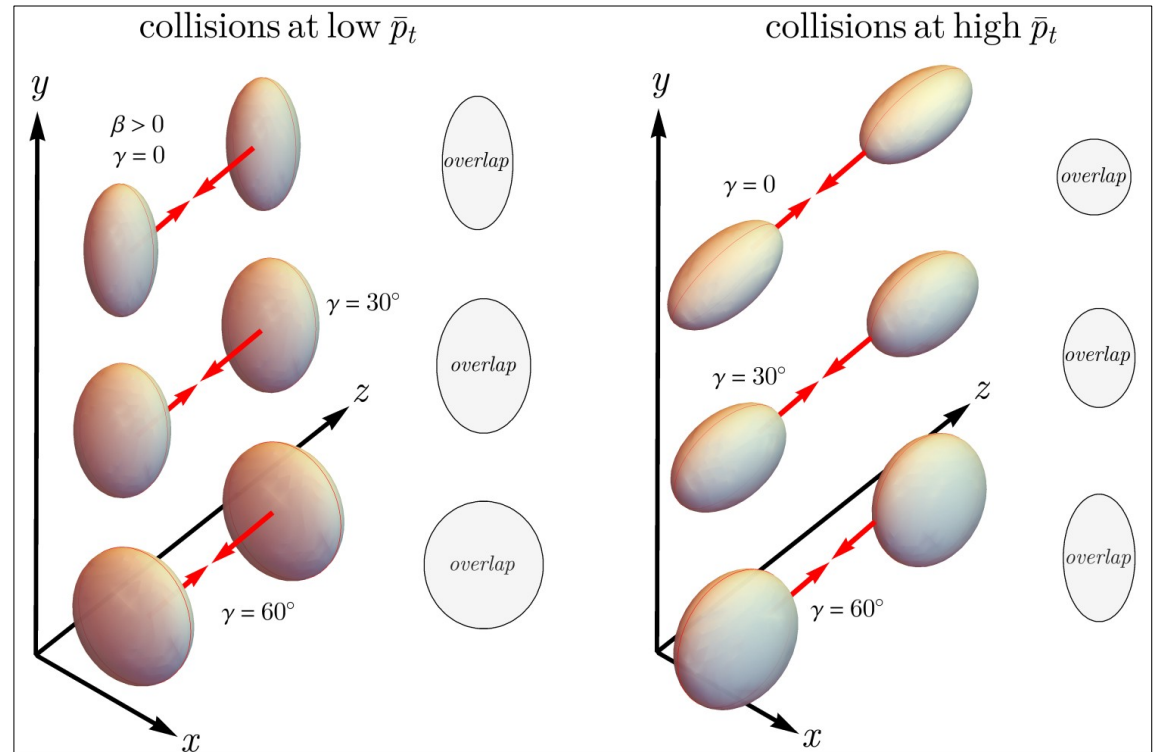 collisions at low p̄ₜ
y
β > 0
γ = 0
overlap
γ = 30°
overlap
z
overlap
γ = 60°
x
collisions at high p̄ₜ
y
overlap
γ = 0
overlap
γ = 30°
z
overlap
γ = 60°
x